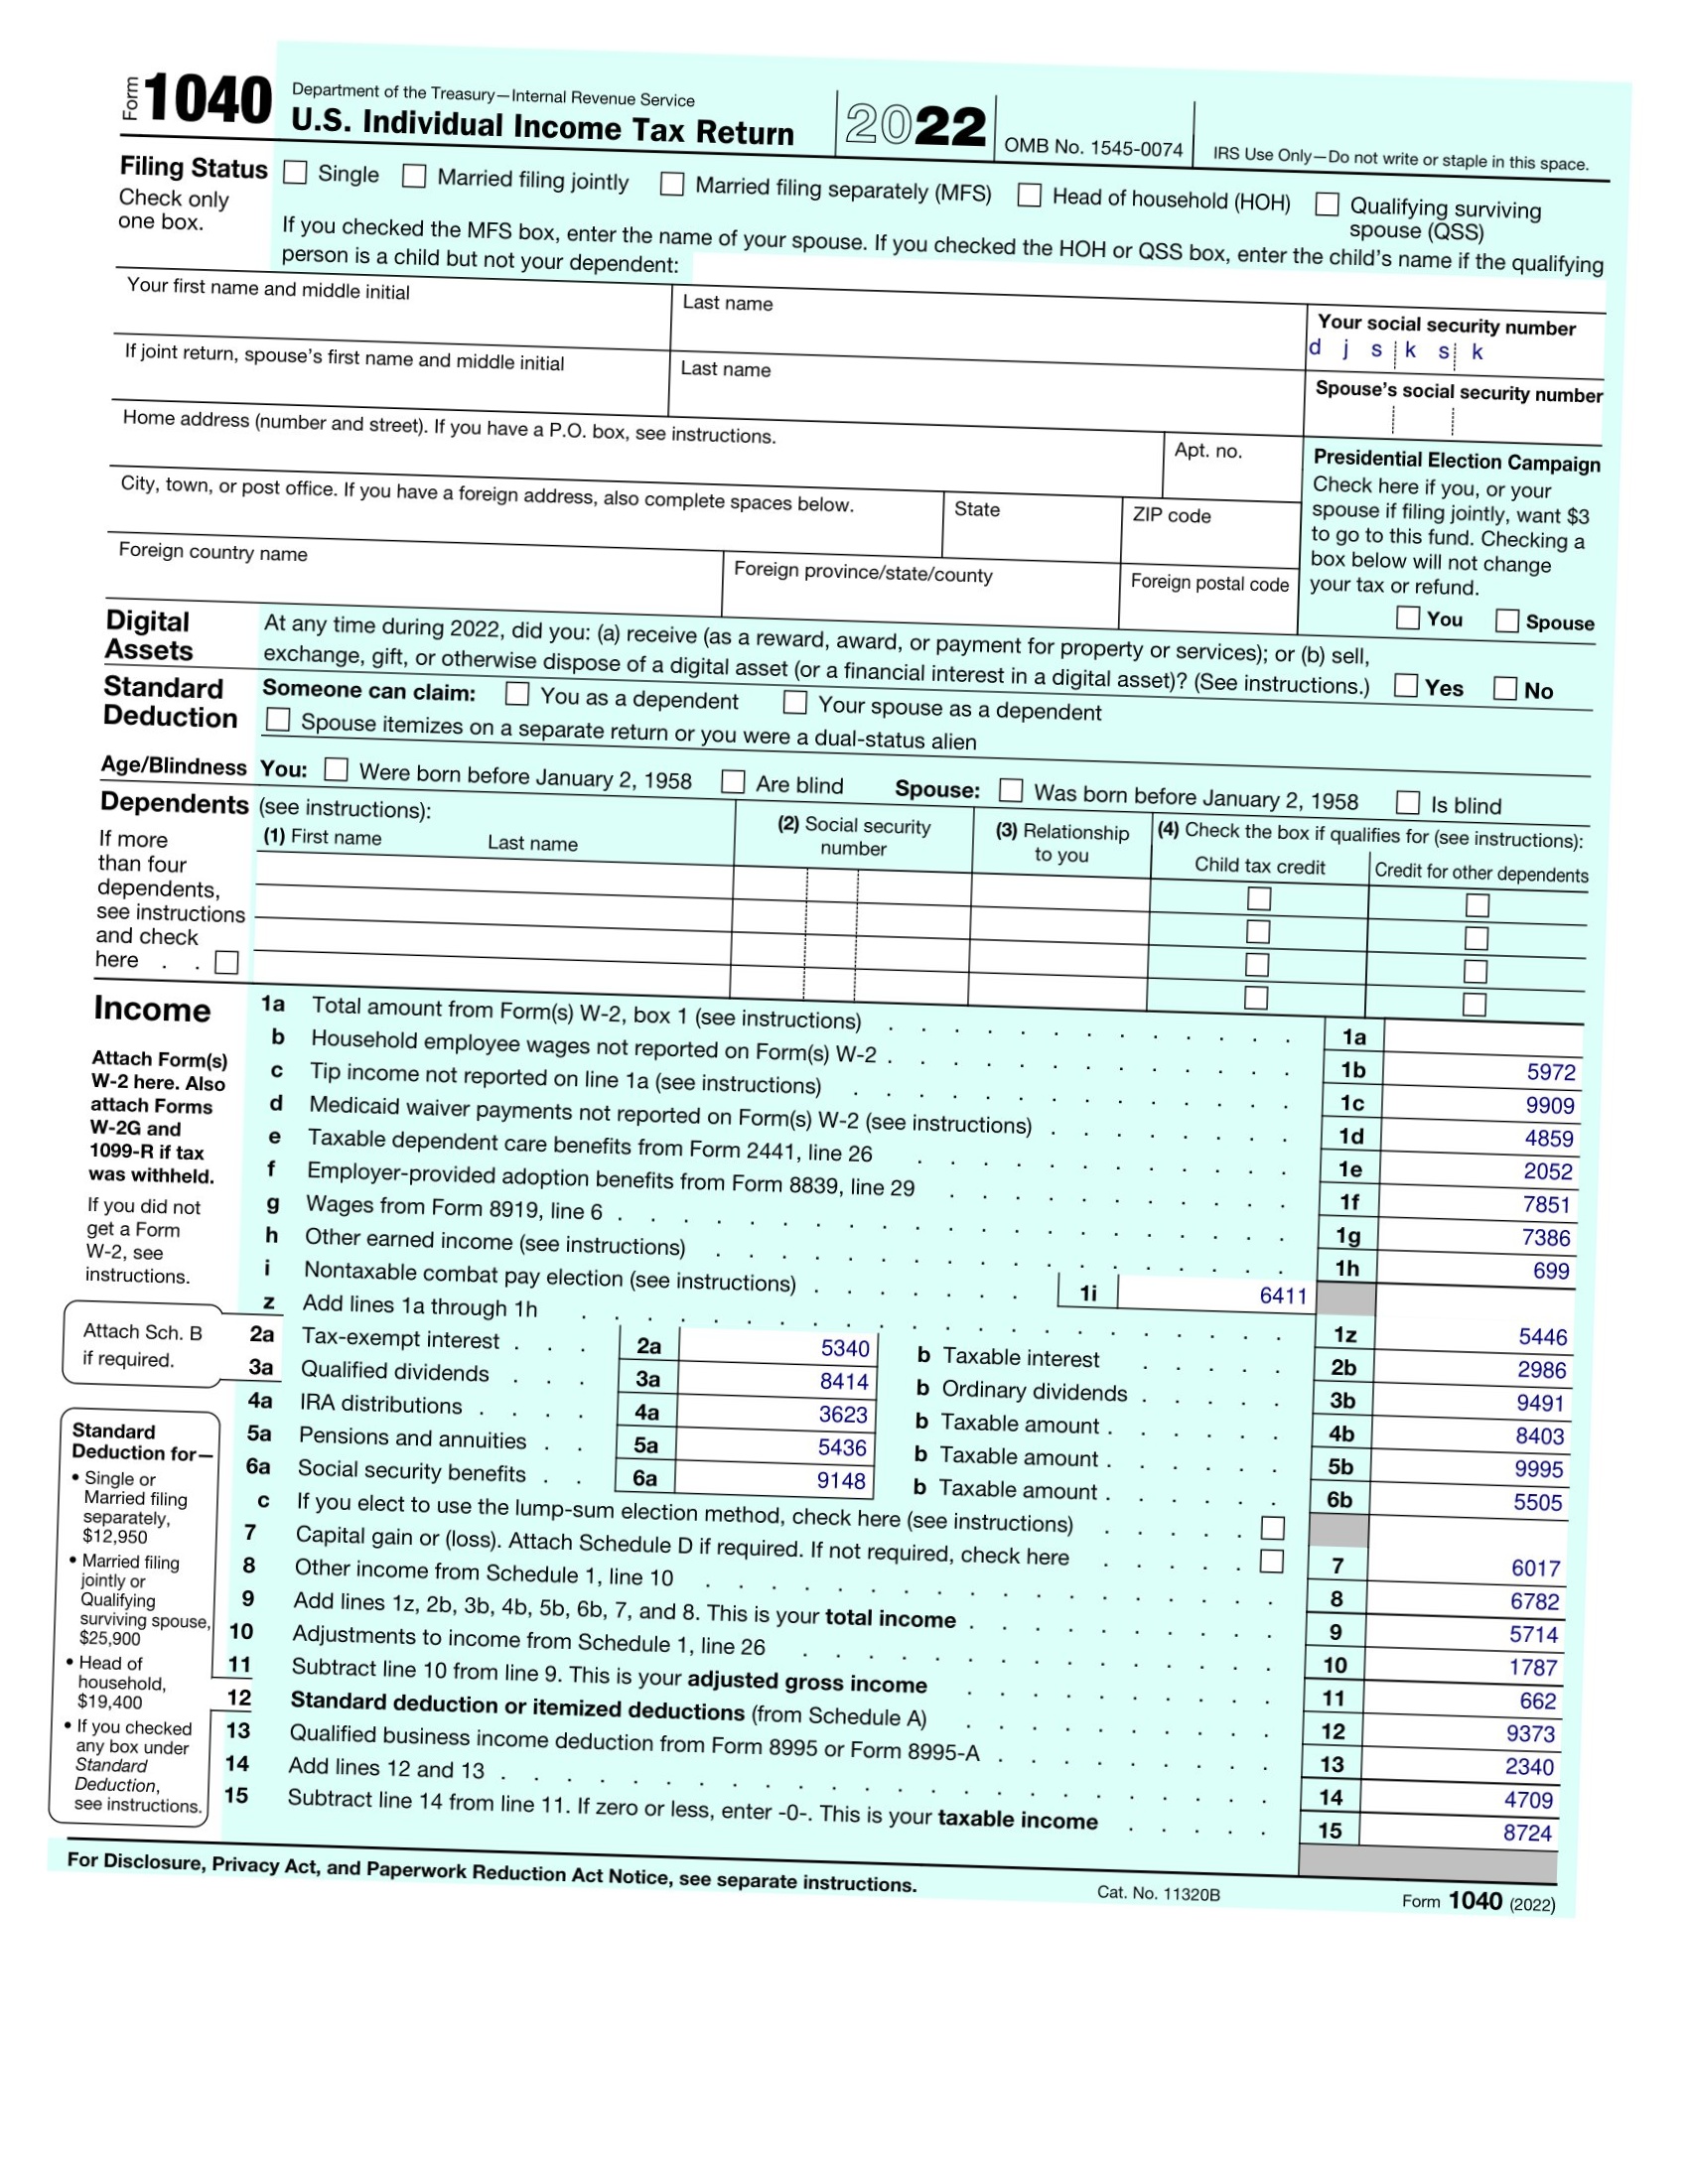 Form 1040 Department of the Treasury—Internal Revenue Service
U.S. Individual Income Tax Return 2022 OMB No. 1545-0074 IRS Use Only—Do not write or staple in this space.
Filing Status Single Married filing jointly Married filing separately (MFS) Head of household (HOH) Qualifying surviving spouse (QSS)
Check only one box.
If you checked the MFS box, enter the name of your spouse. If you checked the HOH or QSS box, enter the child's name if the qualifying
person is a child but not your dependent:
Your first name and middle initial Last name Your social security number
d j s k s k
If joint return, spouse's first name and middle initial Last name Spouse's social security number
Home address (number and street). If you have a P.O. box, see instructions. Apt. no.
City, town, or post office. If you have a foreign address, also complete spaces below. State ZIP code
Foreign country name Foreign province/state/county Foreign postal code
Presidential Election Campaign
Check here if you, or your
spouse if filing jointly, want $3
to go to this fund. Checking a
box below will not change
your tax or refund.
You Spouse
Digital Assets
At any time during 2022, did you: (a) receive (as a reward, award, or payment for property or services); or (b) sell,
exchange, gift, or otherwise dispose of a digital asset (or a financial interest in a digital asset)? (See instructions.) Yes No
Standard Deduction
Someone can claim: You as a dependent Your spouse as a dependent
Spouse itemizes on a separate return or you were a dual-status alien
Age/Blindness You: Were born before January 2, 1958 Are blind Spouse: Was born before January 2, 1958 Is blind
Dependents (see instructions):
(1) First name Last name (2) Social security number (3) Relationship to you (4) Check the box if qualifies for (see instructions):
Child tax credit Credit for other dependents
If more
than four
dependents,
see instructions
and check
here . .
Income
Attach Form(s)
W-2 here. Also
attach Forms
W-2G and
1099-R if tax
was withheld.
If you did not
get a Form
W-2, see
instructions.
1a Total amount from Form(s) W-2, box 1 (see instructions) 1a
b Household employee wages not reported on Form(s) W-2 1b 5972
c Tip income not reported on line 1a (see instructions) 1c 9909
d Medicaid waiver payments not reported on Form(s) W-2 (see instructions) 1d 4859
e Taxable dependent care benefits from Form 2441, line 26 1e 2052
f Employer-provided adoption benefits from Form 8839, line 29 1f 7851
g Wages from Form 8919, line 6 1g 7386
h Other earned income (see instructions) 1h 699
i Nontaxable combat pay election (see instructions) 1i 6411
z Add lines 1a through 1h 1z 5446
Attach Sch. B
if required.
2a Tax-exempt interest 2a 5340 b Taxable interest 2b 2986
3a Qualified dividends 3a 8414 b Ordinary dividends 3b 9491
4a IRA distributions 4a 3623 b Taxable amount 4b 8403
5a Pensions and annuities 5a 5436 b Taxable amount 5b 9995
6a Social security benefits 6a 9148 b Taxable amount 6b 5505
c If you elect to use the lump-sum election method, check here (see instructions)
7 Capital gain or (loss). Attach Schedule D if required. If not required, check here 7 6017
8 Other income from Schedule 1, line 10 8 6782
9 Add lines 1z, 2b, 3b, 4b, 5b, 6b, 7, and 8. This is your total income 9 5714
10 Adjustments to income from Schedule 1, line 26 10 1787
11 Subtract line 10 from line 9. This is your adjusted gross income 11 662
12 Standard deduction or itemized deductions (from Schedule A) 12 9373
13 Qualified business income deduction from Form 8995 or Form 8995-A 13 2340
14 Add lines 12 and 13 14 4709
15 Subtract line 14 from line 11. If zero or less, enter -0-. This is your taxable income 15 8724
Standard
Deduction for—
• Single or
Married filing
separately,
$12,950
• Married filing
jointly or
Qualifying
surviving spouse,
$25,900
• Head of
household,
$19,400
• If you checked
any box under
Standard
Deduction,
see instructions.
For Disclosure, Privacy Act, and Paperwork Reduction Act Notice, see separate instructions. Cat. No. 11320B Form 1040 (2022)